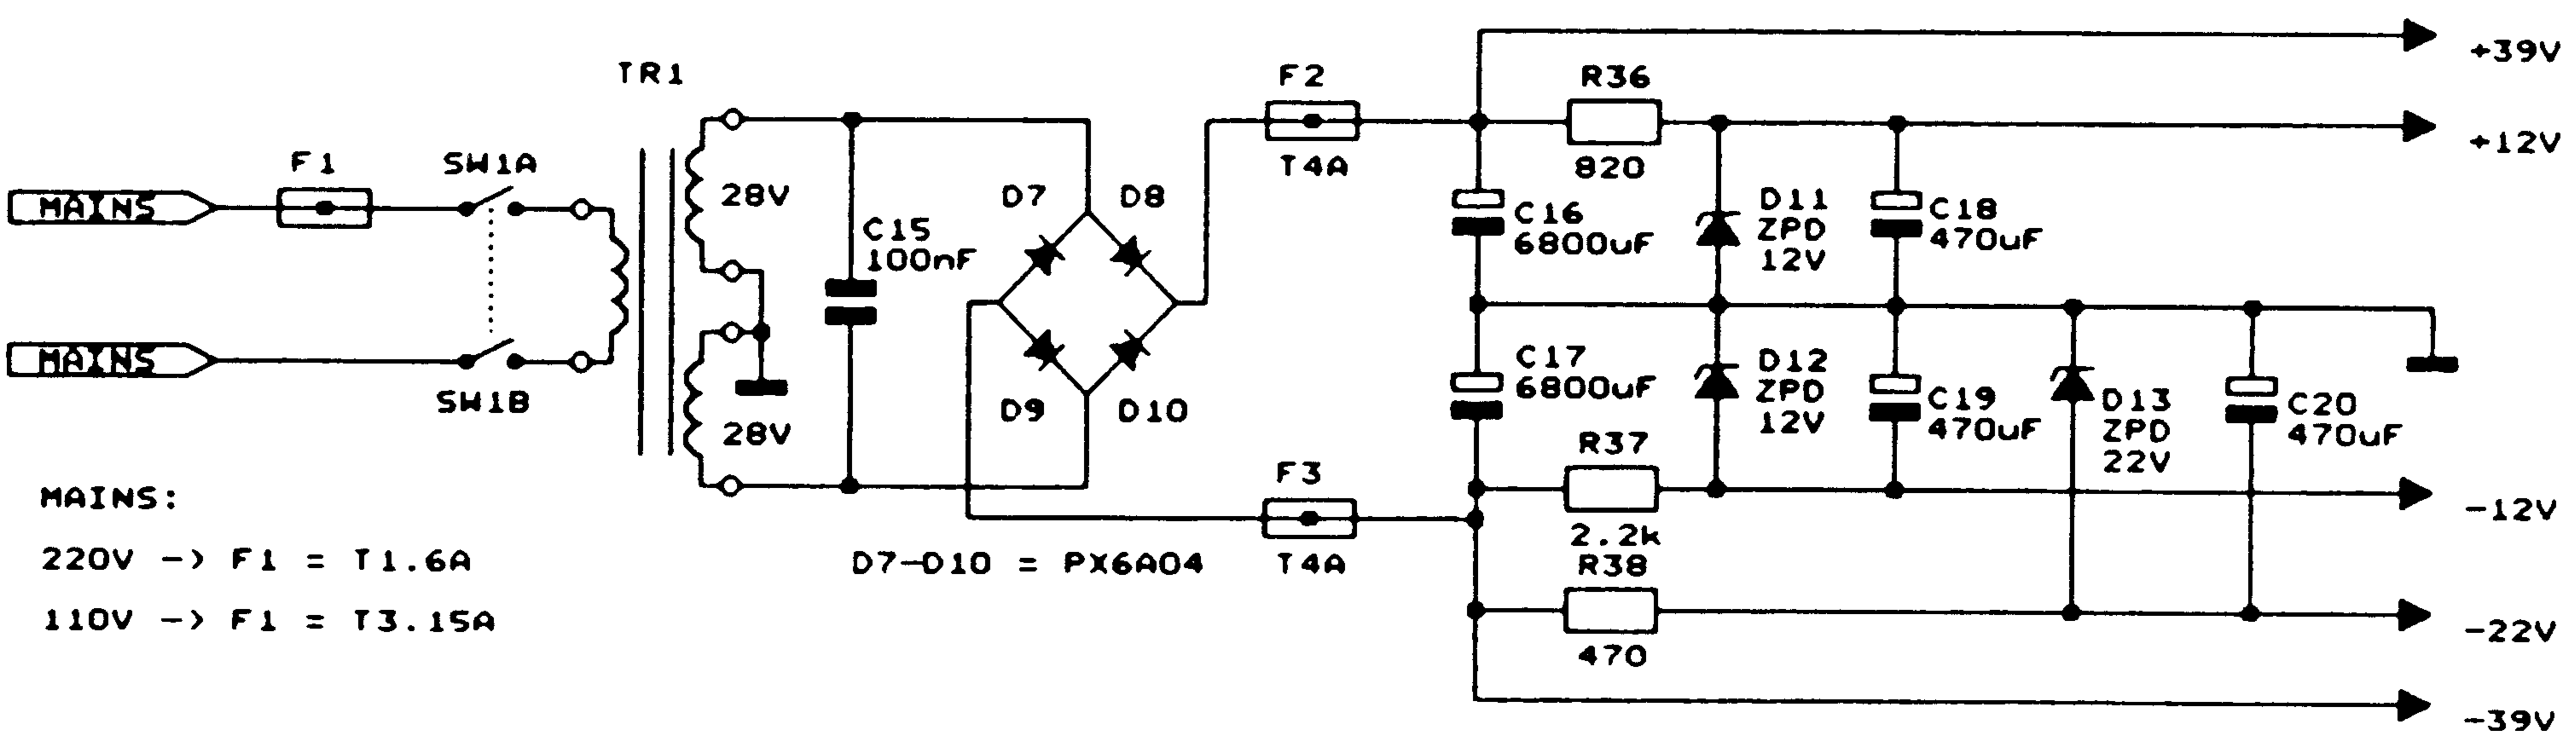 +39V
TR1
F2
R36
+12V
F1
SW1A
T4A
820
MAINS
28V
D7
D8
C15
100nF
C16
6800uF
D11
ZPD
12V
C18
470uF
MAINS
SW1B
28V
D9
D10
C17
6800uF
D12
ZPD
12V
C19
470uF
D13
ZPD
22V
C20
470uF
R37
F3
MAINS:
-12V
220V -> F1 = T1.6A
D7-D10 = PX6A04
T4A
2.2k
R38
110V -> F1 = T3.15A
-22V
470
-39V